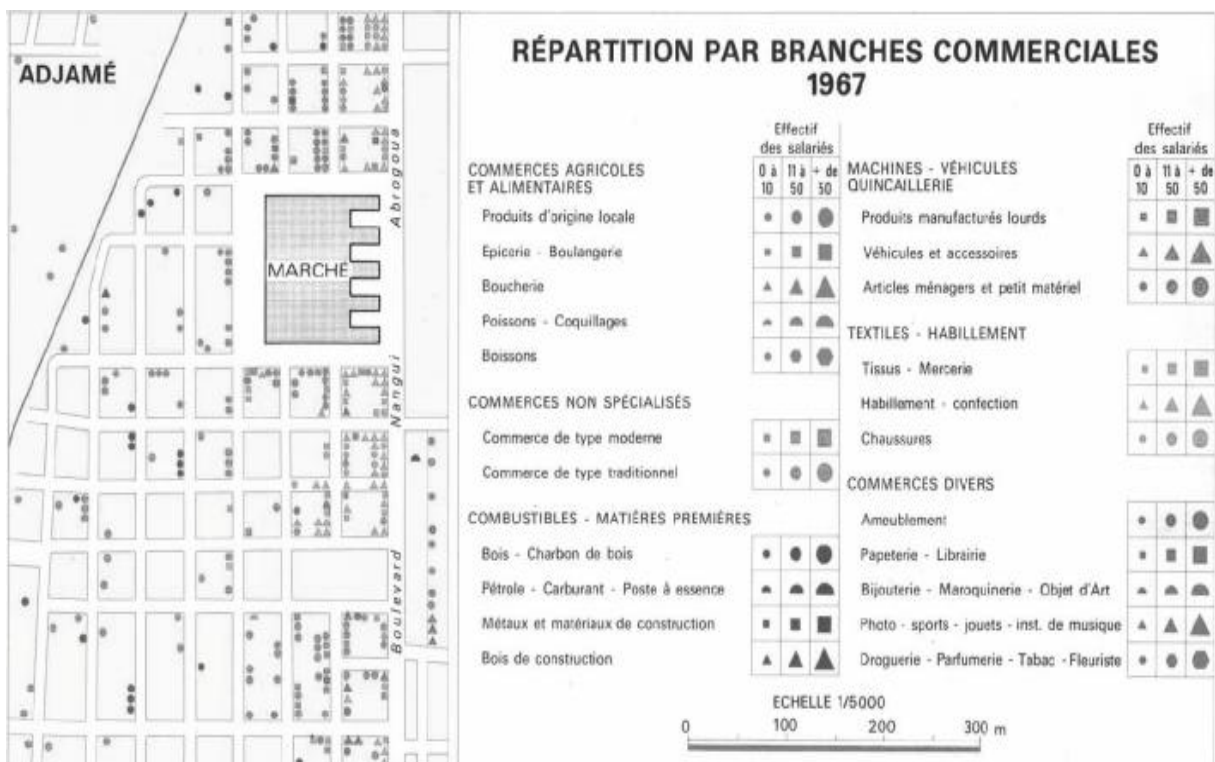 ADJAMÉ
MARCHÉ
Boulevard Nangui Abrogoua
RÉPARTITION PAR BRANCHES COMMERCIALES
1967
Effectif
des salariés
COMMERCES AGRICOLES
ET ALIMENTAIRES
0 à 11 à + de
10 50 50
Produits d'origine locale
Epicerie - Boulangerie
Boucherie
Poissons - Coquillages
Boissons
COMMERCES NON SPÉCIALISÉS
Commerce de type moderne
Commerce de type traditionnel
COMBUSTIBLES - MATIÈRES PREMIÈRES
Bois - Charbon de bois
Pétrole - Carburant - Poste à essence
Métaux et matériaux de construction
Bois de construction
Effectif
des salariés
MACHINES - VÉHICULES
QUINCAILLERIE
0 à 11 à + de
10 50 50
Produits manufacturés lourds
Véhicules et accessoires
Articles ménagers et petit matériel
TEXTILES - HABILLEMENT
Tissus - Mercerie
Habillement - confection
Chaussures
COMMERCES DIVERS
Ameublement
Papeterie - Librairie
Bijouterie - Maroquinerie - Objet d'Art
Photo - sports - jouets - inst. de musique
Droguerie - Parfumerie - Tabac - Fleuriste
ECHELLE 1/5000
0 100 200 300 m